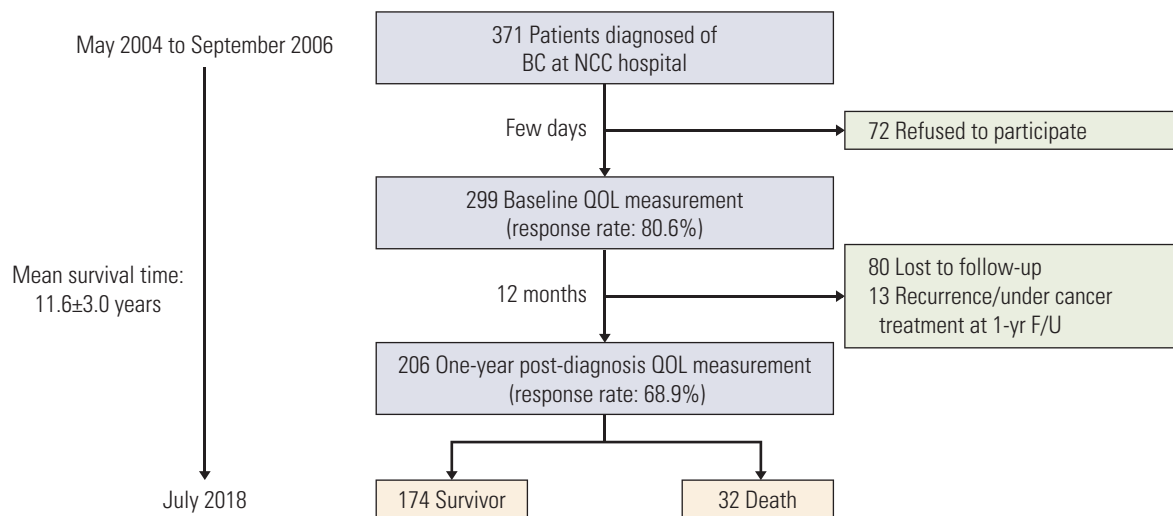 May 2004 to September 2006
371 Patients diagnosed of
BC at NCC hospital
Few days
72 Refused to participate
299 Baseline QOL measurement
(response rate: 80.6%)
Mean survival time:
11.6±3.0 years
12 months
80 Lost to follow-up
13 Recurrence/under cancer
treatment at 1-yr F/U
206 One-year post-diagnosis QOL measurement
(response rate: 68.9%)
July 2018
174 Survivor
32 Death